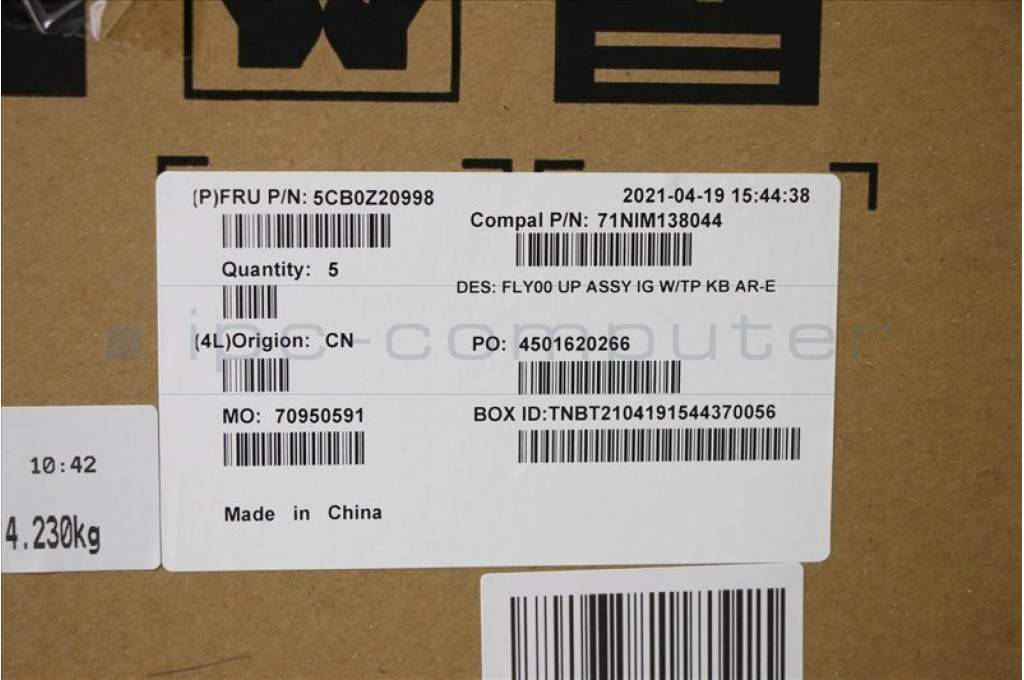 (P)FRU P/N: 5CB0Z20998
2021-04-19 15:44:38
Compal P/N: 71NIM138044
Quantity: 5
DES: FLY00 UP ASSY IG W/TP KB AR-E
ipc-computer
(4L)Origion: CN
PO: 4501620266
MO: 70950591
BOX ID:TNBT2104191544370056
Made in China
10:42
4.230kg